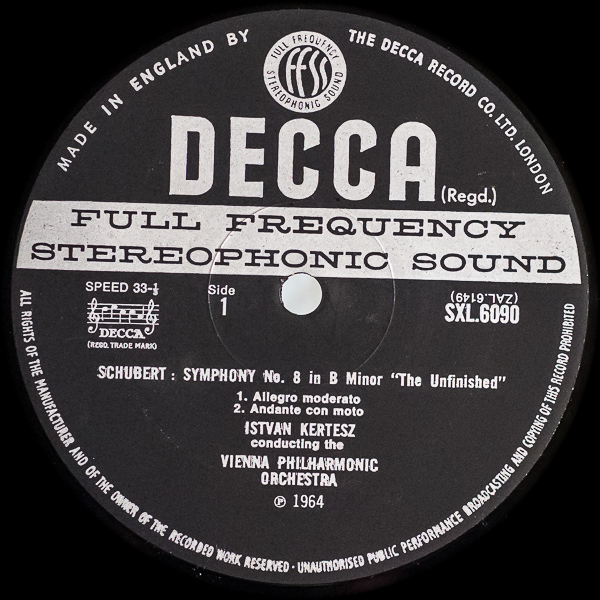 MADE IN ENGLAND BY THE DECCA RECORD CO. LTD. LONDON
FULL FREQUENCY
ffss
STEREOPHONIC SOUND
DECCA (Regd.)
FULL FREQUENCY
STEREOPHONIC SOUND
SPEED 33-⅓
DECCA
(REGD. TRADE MARK)
Side
1
(ZAL.6149)
SXL.6090
SCHUBERT: SYMPHONY No. 8 in B Minor "The Unfinished"
1. Allegro moderato
2. Andante con moto
ISTVAN KERTESZ
conducting the
VIENNA PHILHARMONIC
ORCHESTRA
℗ 1964
ALL RIGHTS OF THE MANUFACTURER AND OF THE OWNER OF THE RECORDED WORK RESERVED · UNAUTHORISED PUBLIC PERFORMANCE BROADCASTING AND COPYING OF THIS RECORD PROHIBITED